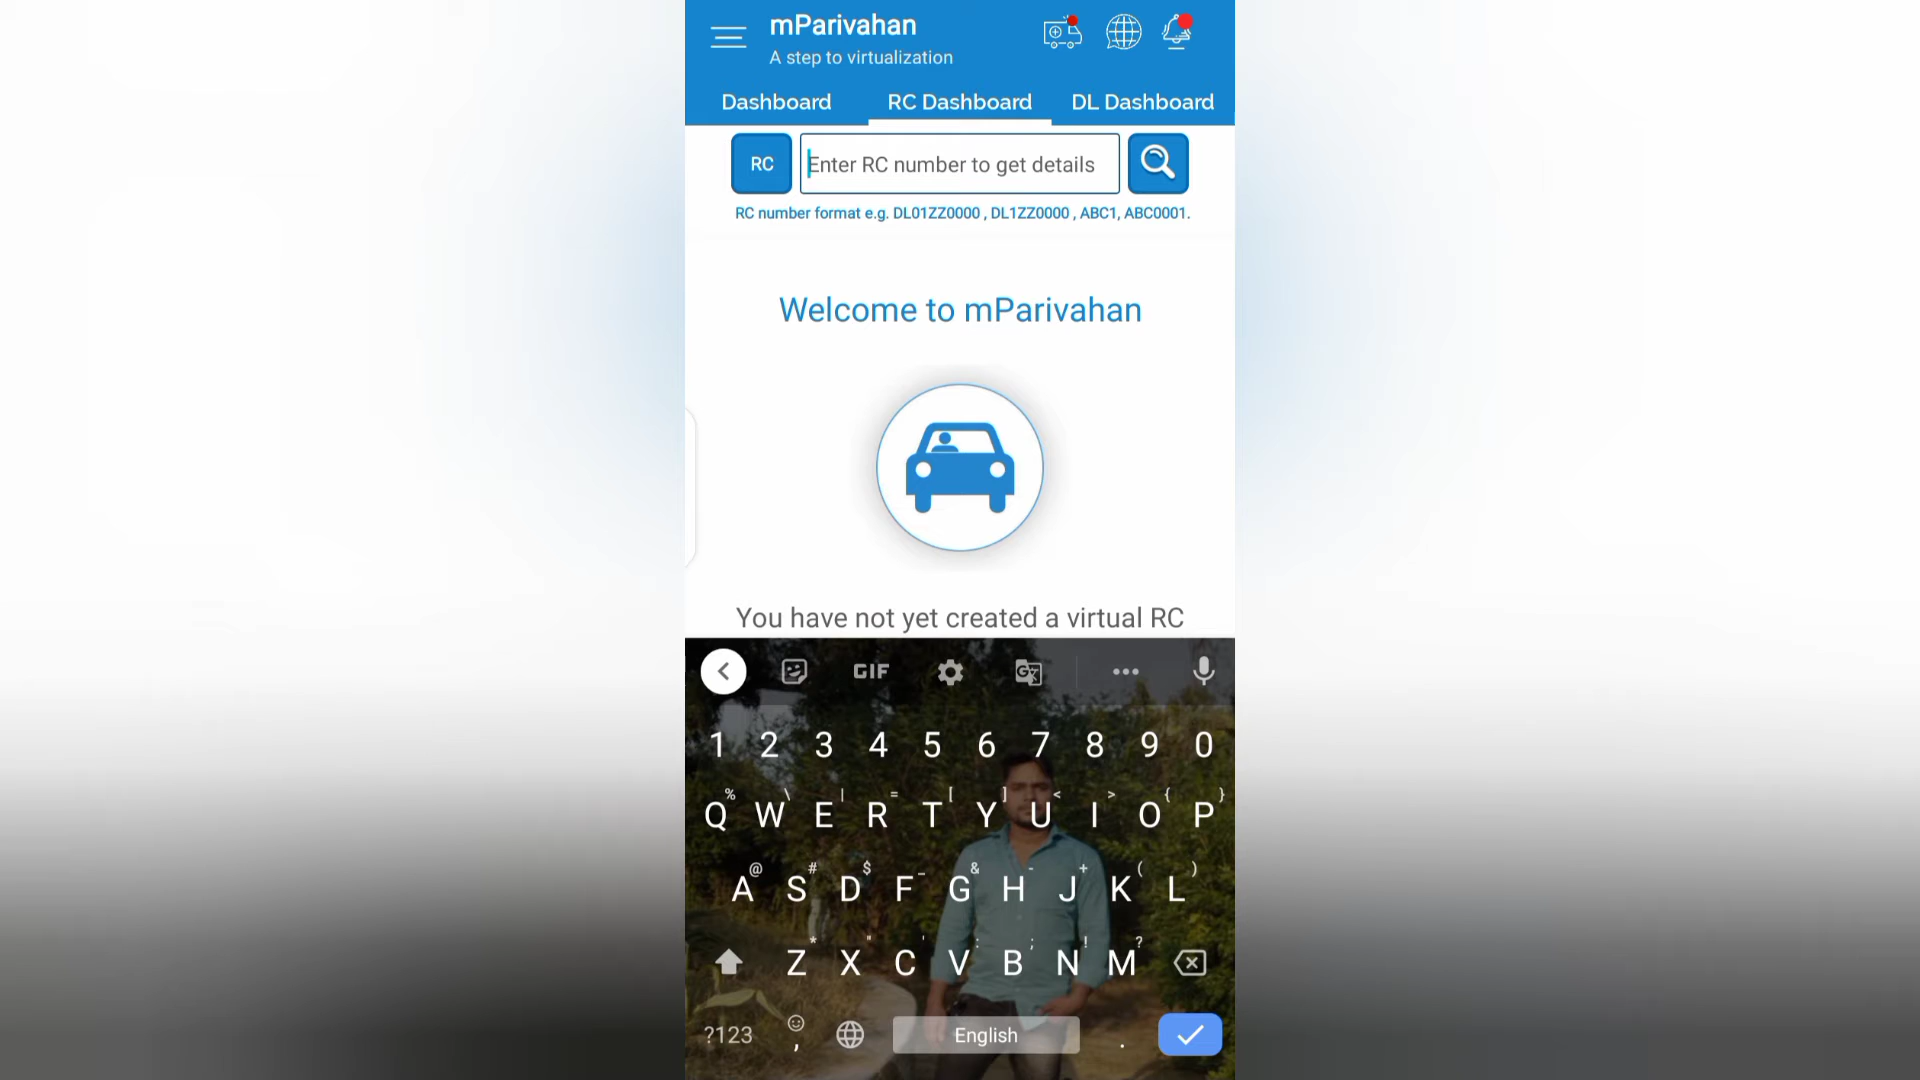 mParivahan
A step to virtualization
Dashboard RC Dashboard DL Dashboard
RC Enter RC number to get details
RC number format e.g. DL01ZZ0000 , DL1ZZ0000 , ABC1, ABC0001.
Welcome to mParivahan
You have not yet created a virtual RC
GIF
1 2 3 4 5 6 7 8 9 0
% \ | = [ ] < > { }
Q W E R T Y U I O P
@ # $ _ & - + ( )
A S D F G H J K L
* " ' : ; ! ?
Z X C V B N M
?123 , English .